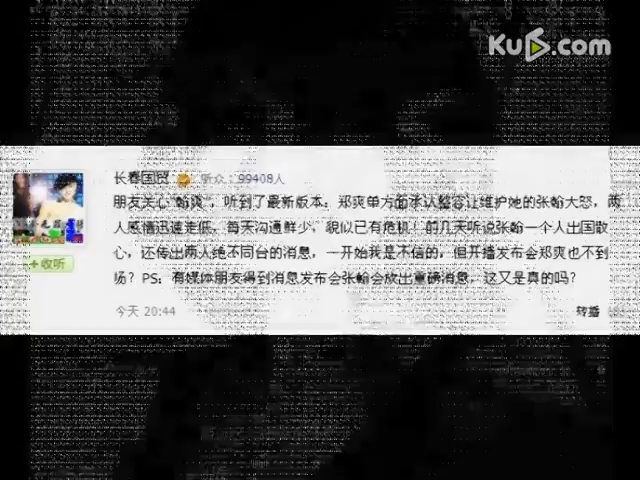 Ku6.com
长春国贸 听众：99408人
朋友关心“翰爽”，听到了最新版本：郑爽单方面承认整容让维护她的张翰大怒，两
人感情迅速走低，每天沟通鲜少，貌似已有危机！前几天听说张翰一个人出国散
心，还传出两人绝不同台的消息，一开始我是不信的，但开播发布会郑爽也不到
场？PS：有媒体朋友得到消息发布会张翰会放出重磅消息，这又是真的吗？
+收听
今天 20:44
转播